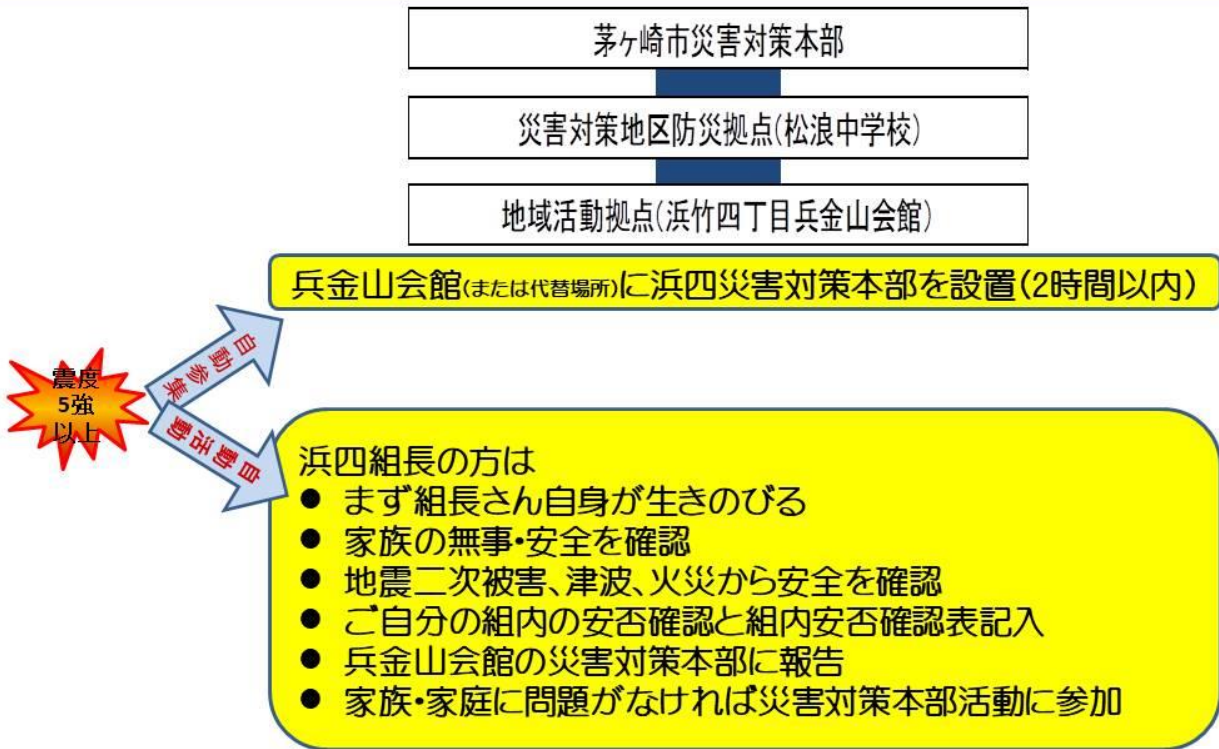 茅ヶ崎市災害対策本部
災害対策地区防災拠点(松浪中学校)
地域活動拠点(浜竹四丁目兵金山会館)
兵金山会館(または代替場所)に浜四災害対策本部を設置(2時間以内)
自動参集
震度
5強
以上
自動活動
浜四組長の方は
● まず組長さん自身が生きのびる
● 家族の無事・安全を確認
● 地震二次被害、津波、火災から安全を確認
● ご自分の組内の安否確認と組内安否確認表記入
● 兵金山会館の災害対策本部に報告
● 家族・家庭に問題がなければ災害対策本部活動に参加